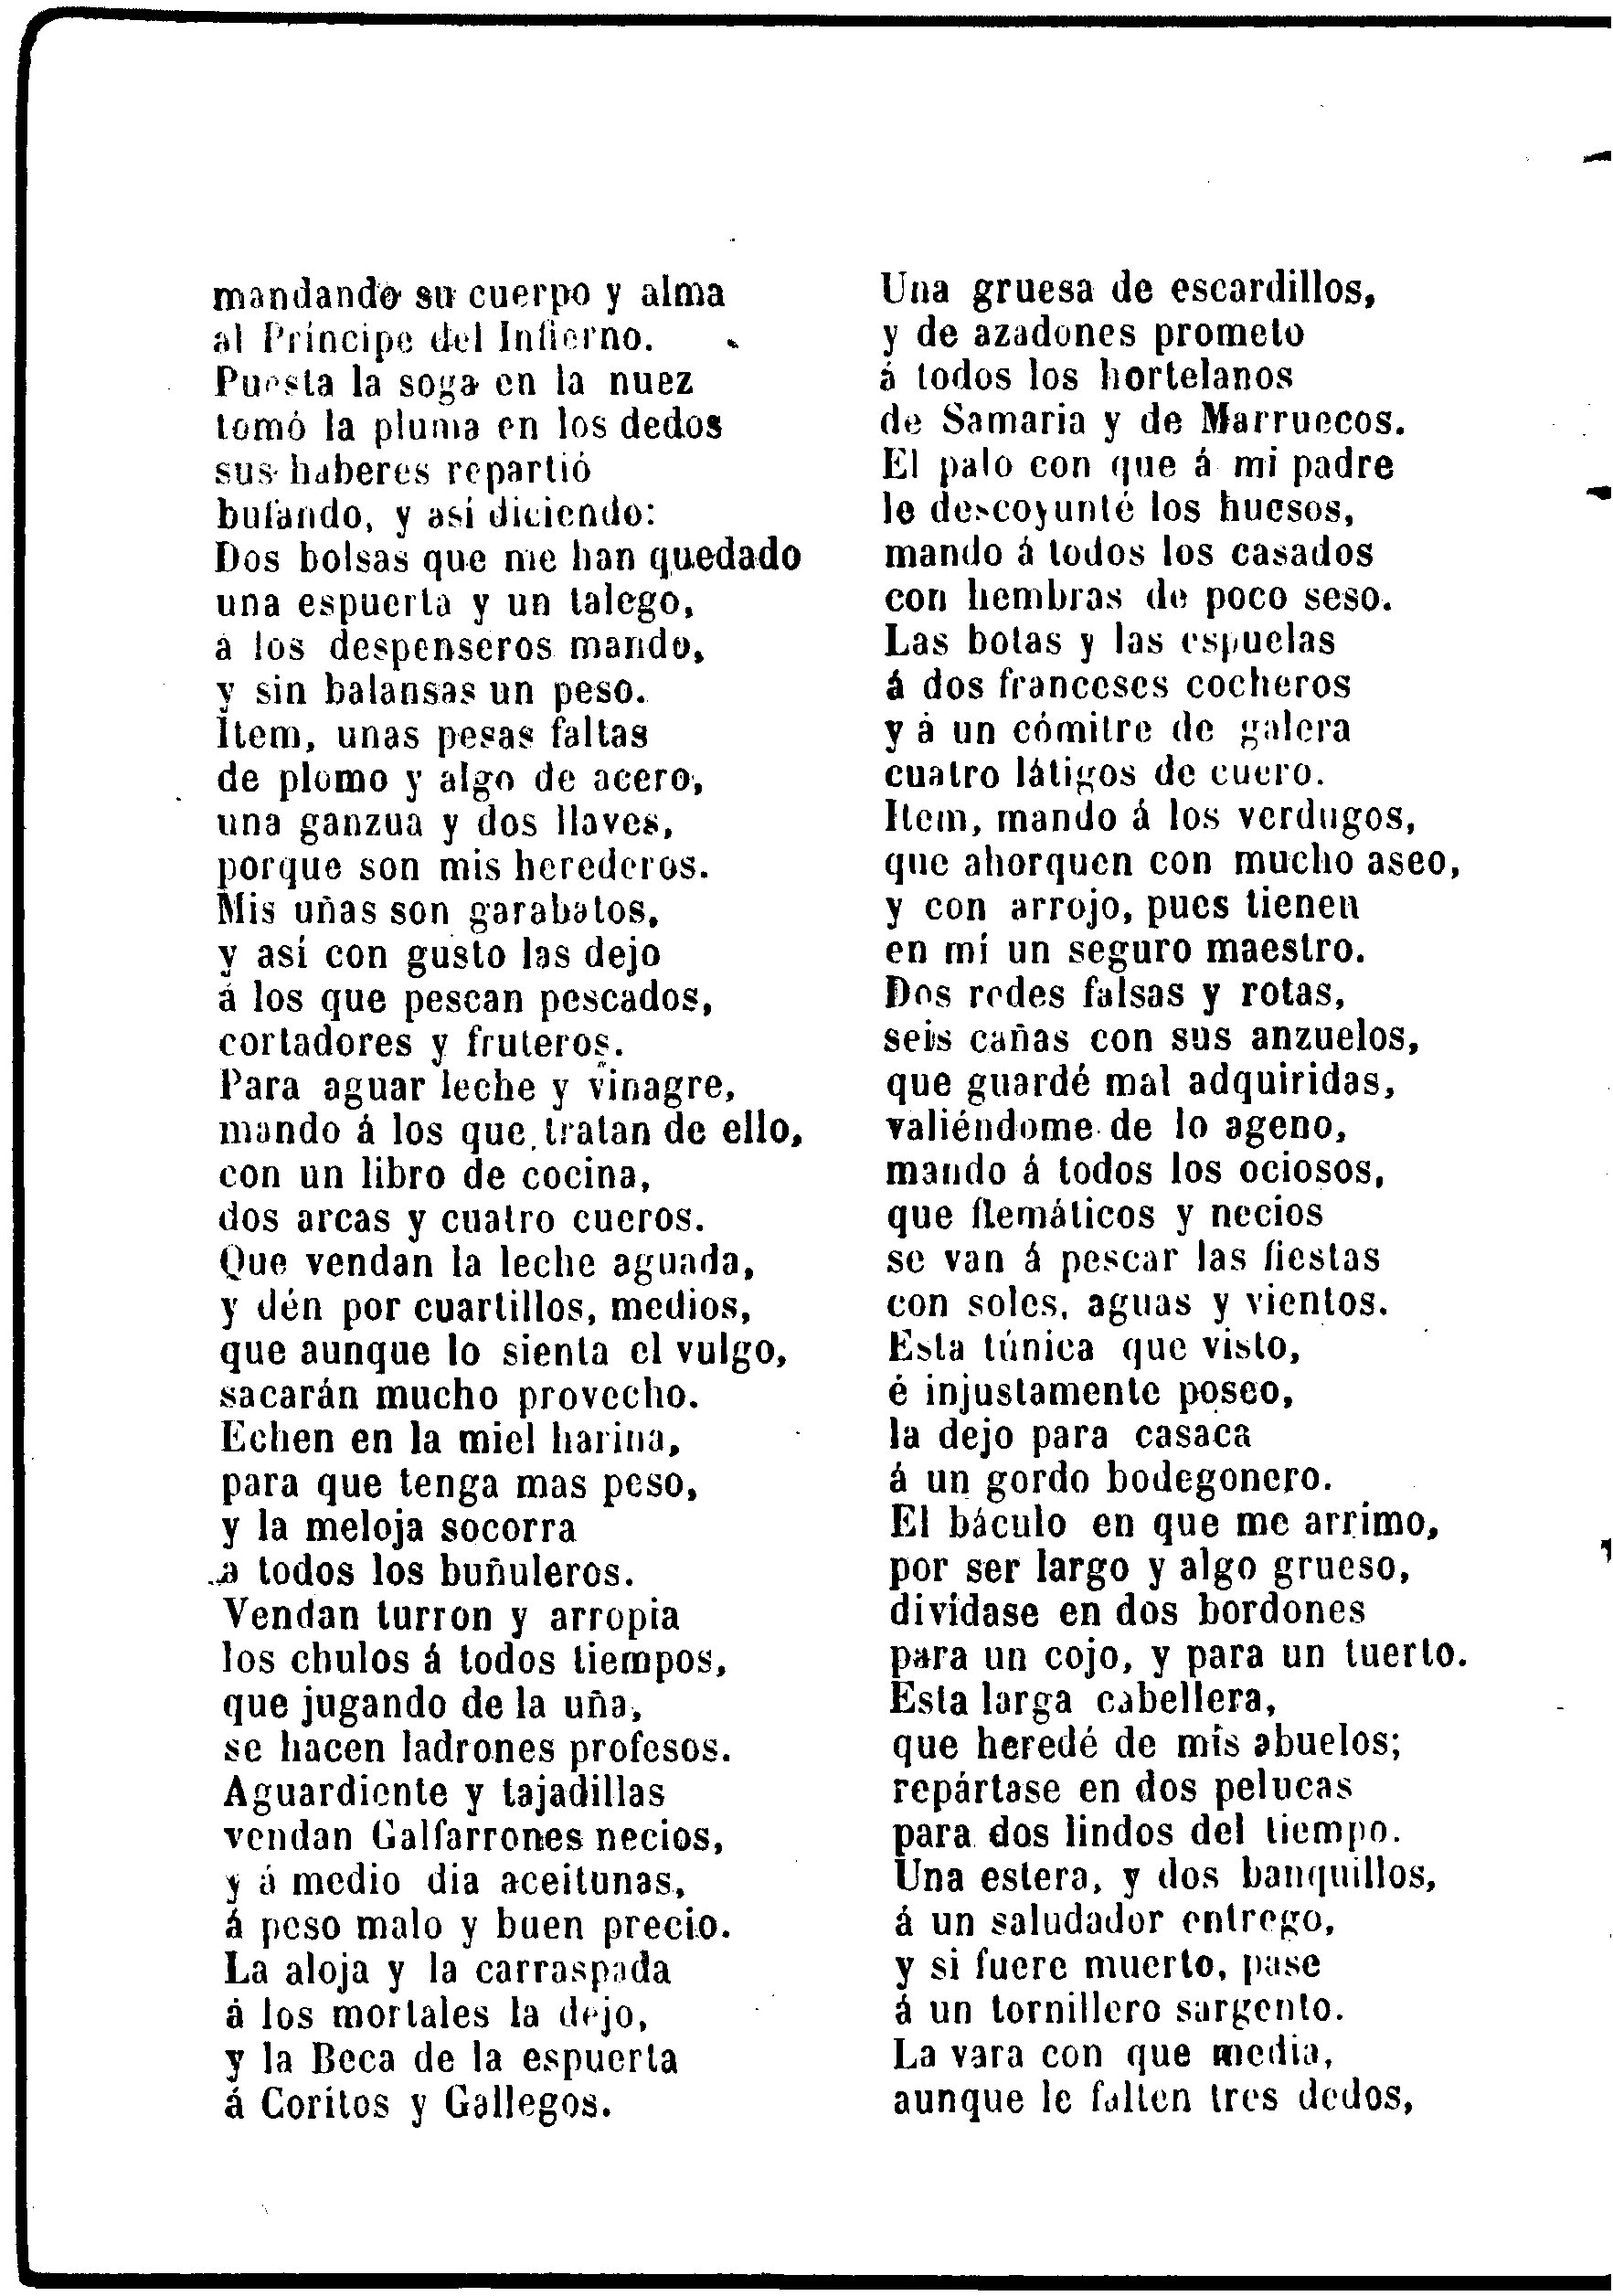 mandando su cuerpo y alma
al Príncipe del Infierno.
Puesta la soga en la nuez
tomó la pluma en los dedos
sus haberes repartió
bufando, y así diciendo:
Dos bolsas que me han quedado
una espuerta y un talego,
á los despenseros mando,
y sin balansas un peso.
Item, unas pesas faltas
de plomo y algo de acero,
una ganzua y dos llaves,
porque son mis herederos.
Mis uñas son garabatos,
y así con gusto las dejo
á los que pescan pescados,
cortadores y fruteros.
Para aguar leche y vinagre,
mando á los que tratan de ello,
con un libro de cocina,
dos arcas y cuatro cueros.
Que vendan la leche aguada,
y dén por cuartillos, medios,
que aunque lo sienta el vulgo,
sacarán mucho provecho.
Echen en la miel harina,
para que tenga mas peso,
y la meloja socorra
a todos los buñuleros.
Vendan turron y arropia
los chulos á todos tiempos,
que jugando de la uña,
se hacen ladrones profesos.
Aguardiente y tajadillas
vendan Galfarrones necios,
y á medio dia aceitunas,
á peso malo y buen precio.
La aloja y la carraspada
á los mortales la dejo,
y la Beca de la espuerta
á Coritos y Gallegos.
Una gruesa de escardillos,
y de azadones prometo
á todos los hortelanos
de Samaria y de Marruecos.
El palo con que á mi padre
le descoyunté los huesos,
mando á todos los casados
con hembras de poco seso.
Las botas y las espuelas
á dos franceses cocheros
y á un cómitre de galera
cuatro látigos de cuero.
Item, mando á los verdugos,
que ahorquen con mucho aseo,
y con arrojo, pues tienen
en mí un seguro maestro.
Dos redes falsas y rotas,
seis cañas con sus anzuelos,
que guardé mal adquiridas,
valiéndome de lo ageno,
mando á todos los ociosos,
que flemáticos y necios
se van á pescar las fiestas
con soles, aguas y vientos.
Esta túnica que visto,
é injustamente poseo,
la dejo para casaca
á un gordo bodegonero.
El báculo en que me arrimo,
por ser largo y algo grueso,
divídase en dos bordones
para un cojo, y para un tuerto.
Esta larga cabellera,
que heredé de mis abuelos;
repártase en dos pelucas
para dos lindos del tiempo.
Una estera, y dos banquillos,
á un saludador entrego,
y si fuere muerto, pase
á un tornillero sargento.
La vara con que media,
aunque le falten tres dedos,